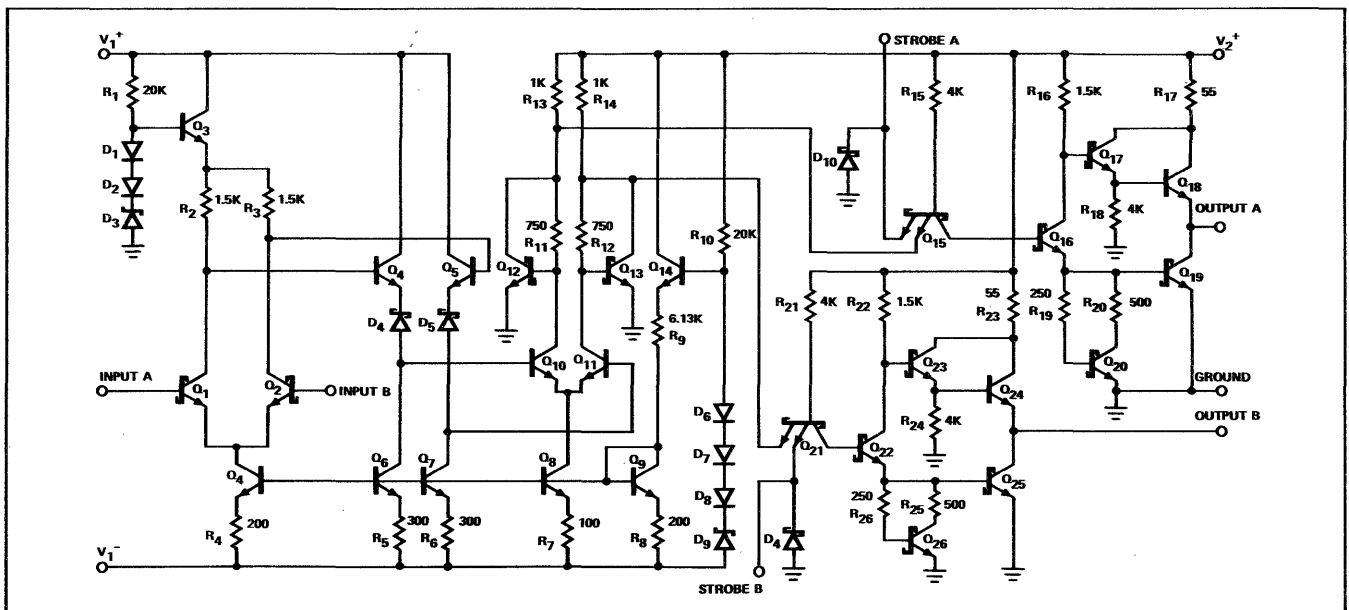 V1+
STROBE A
V2+
R1 20K
1K R13
1K R14
R15 4K
R16 1.5K
R17 55
Q3
D1
D2
D3
D10
Q17
Q18
R2 1.5K
R3 1.5K
R18 4K
OUTPUT A
750 R11
750 R12
R10 20K
Q15
Q16
Q4
Q5
Q12
Q13
Q14
Q19
R21 4K
R22 1.5K
55 R23
250 R19
R20 500
D4
D5
6.13K R9
Q10
Q11
Q23
Q20
INPUT A
Q1
Q2
INPUT B
Q24
GROUND
D6
R24 4K
OUTPUT B
D7
Q21
Q22
Q4
Q6
Q7
Q8
Q9
D8
250 R26
R25 500
Q25
R4 200
R5 300
R6 300
R7 100
R8 200
D9
D4
Q26
V1-
STROBE B